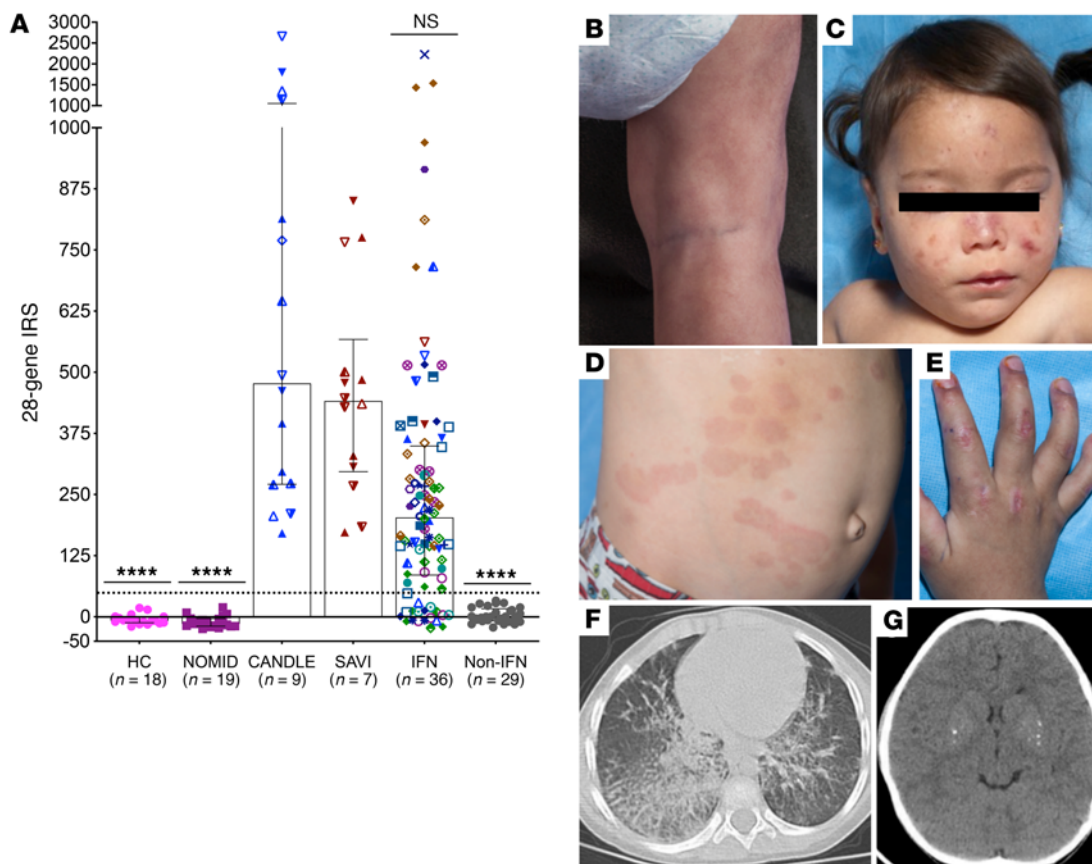 A
3000
2500
2000
1500
1000
1000
875
750
625
500
375
250
125
0
-50
28-gene IRS
NS
****
****
****
HC
(n = 18)
NOMID
(n = 19)
CANDLE
(n = 9)
SAVI
(n = 7)
IFN
(n = 36)
Non-IFN
(n = 29)
B
C
D
E
F
G